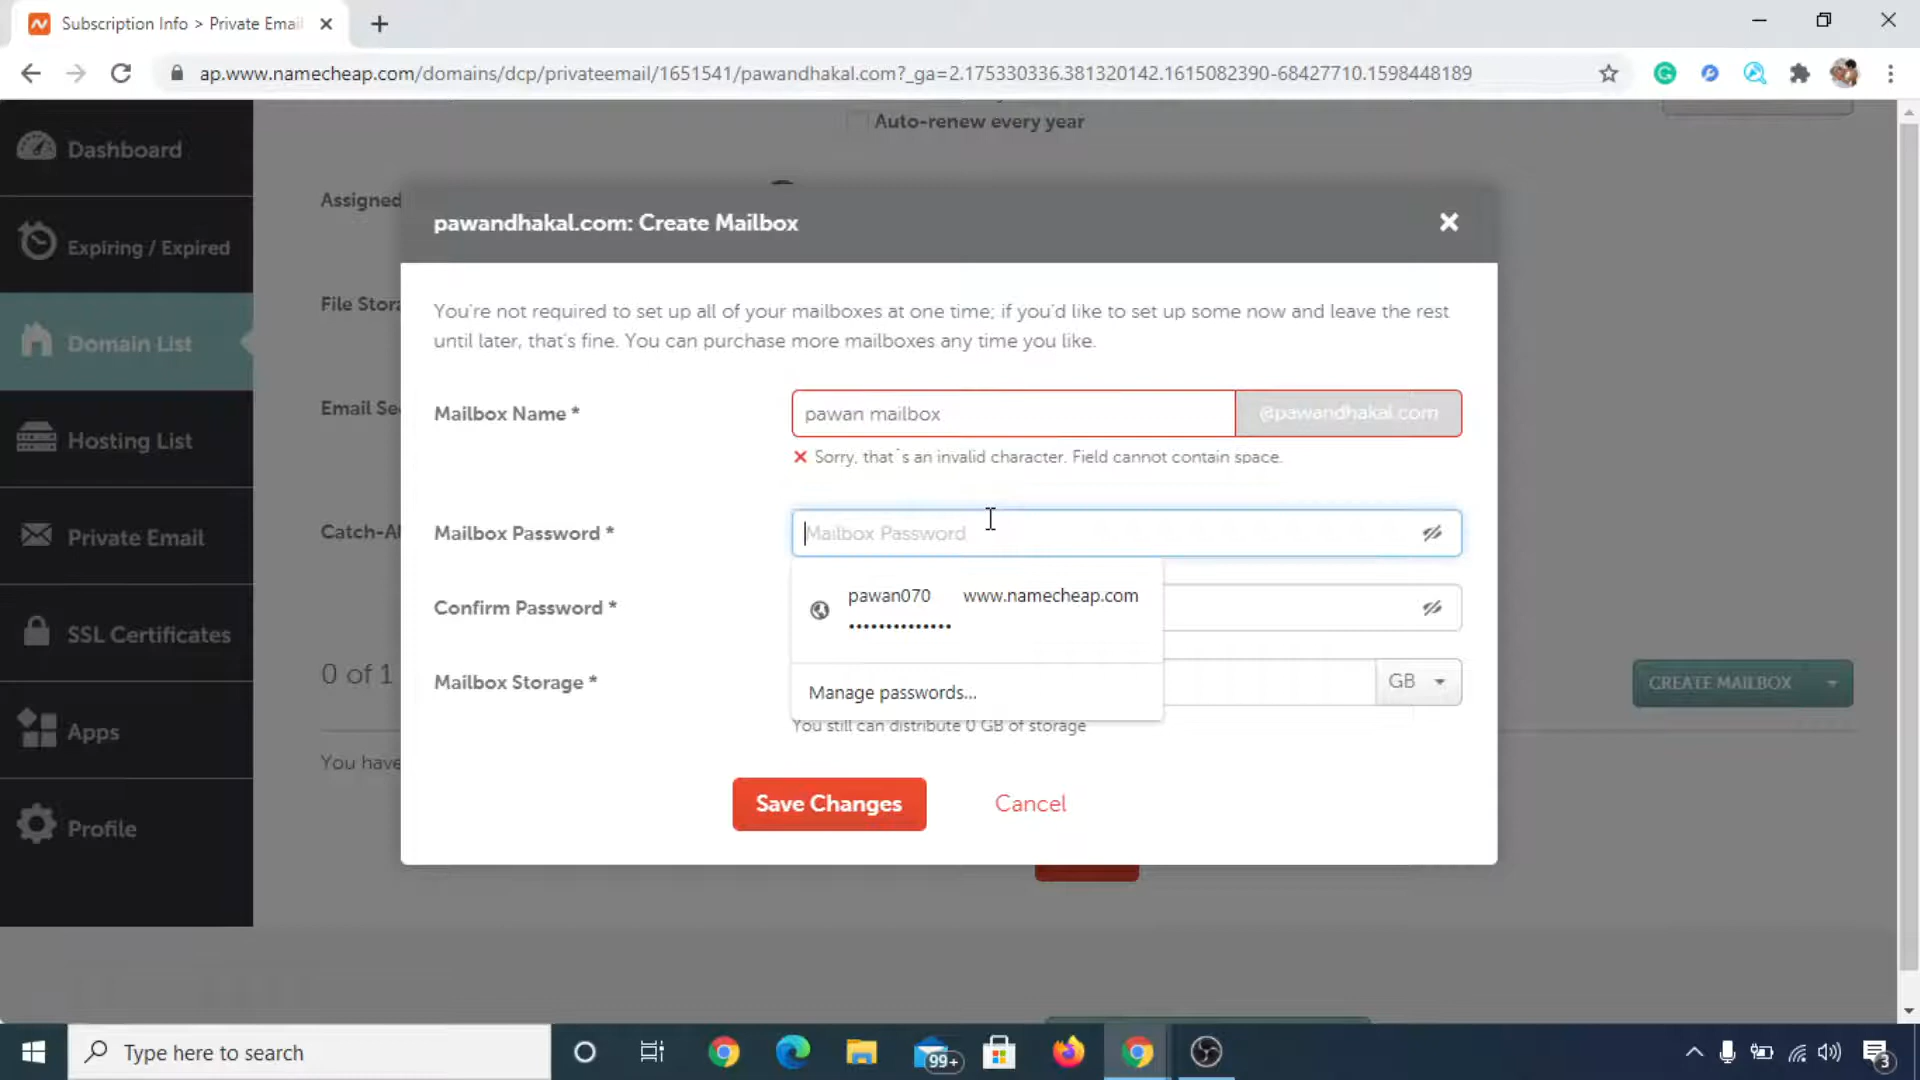 Subscription Info > Private Emai
ap.www.namecheap.com/domains/dcp/privateemail/1651541/pawandhakal.com?_ga=2.175330336.381320142.1615082390-68427710.1598448189
Dashboard
Expiring / Expired
Domain List
Hosting List
Private Email
SSL Certificates
Apps
Profile
Auto-renew every year
Assigned
File Stora
Email Se
Catch-Al
0 of 1
CREATE MAILBOX
You have
pawandhakal.com: Create Mailbox
You're not required to set up all of your mailboxes at one time; if you'd like to set up some now and leave the rest
until later, that's fine. You can purchase more mailboxes any time you like.
Mailbox Name *
pawan mailbox
@pawandhakal.com
Sorry, that`s an invalid character. Field cannot contain space.
Mailbox Password *
Mailbox Password
pawan070 www.namecheap.com
••••••••••••••
Manage passwords...
Confirm Password *
Mailbox Storage *
GB
You still can distribute 0 GB of storage
Save Changes
Cancel
Type here to search
99+
3